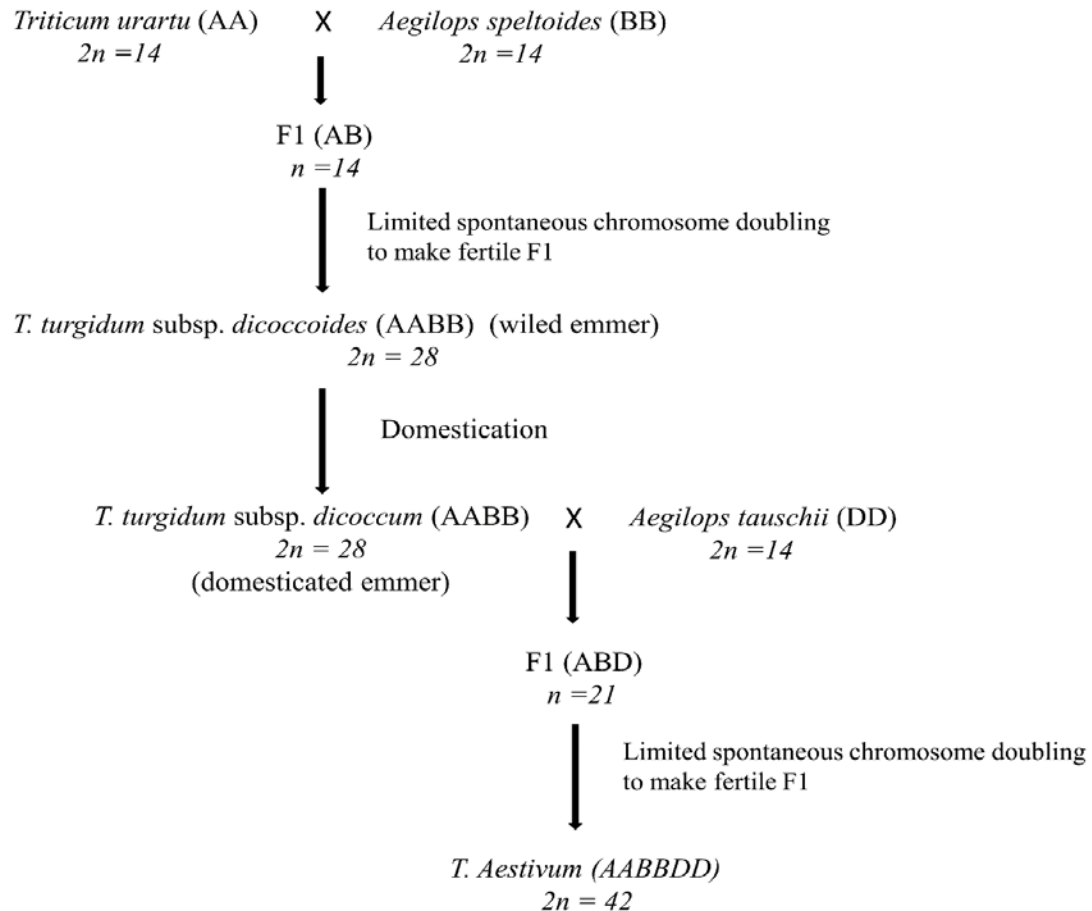 Triticum urartu (AA) X Aegilops speltoides (BB)
2n =14 2n =14
F1 (AB)
n =14
Limited spontaneous chromosome doubling
to make fertile F1
T. turgidum subsp. dicoccoides (AABB) (wiled emmer)
2n = 28
Domestication
T. turgidum subsp. dicoccum (AABB) X Aegilops tauschii (DD)
2n = 28 2n =14
(domesticated emmer)
F1 (ABD)
n =21
Limited spontaneous chromosome doubling
to make fertile F1
T. Aestivum (AABBDD)
2n = 42